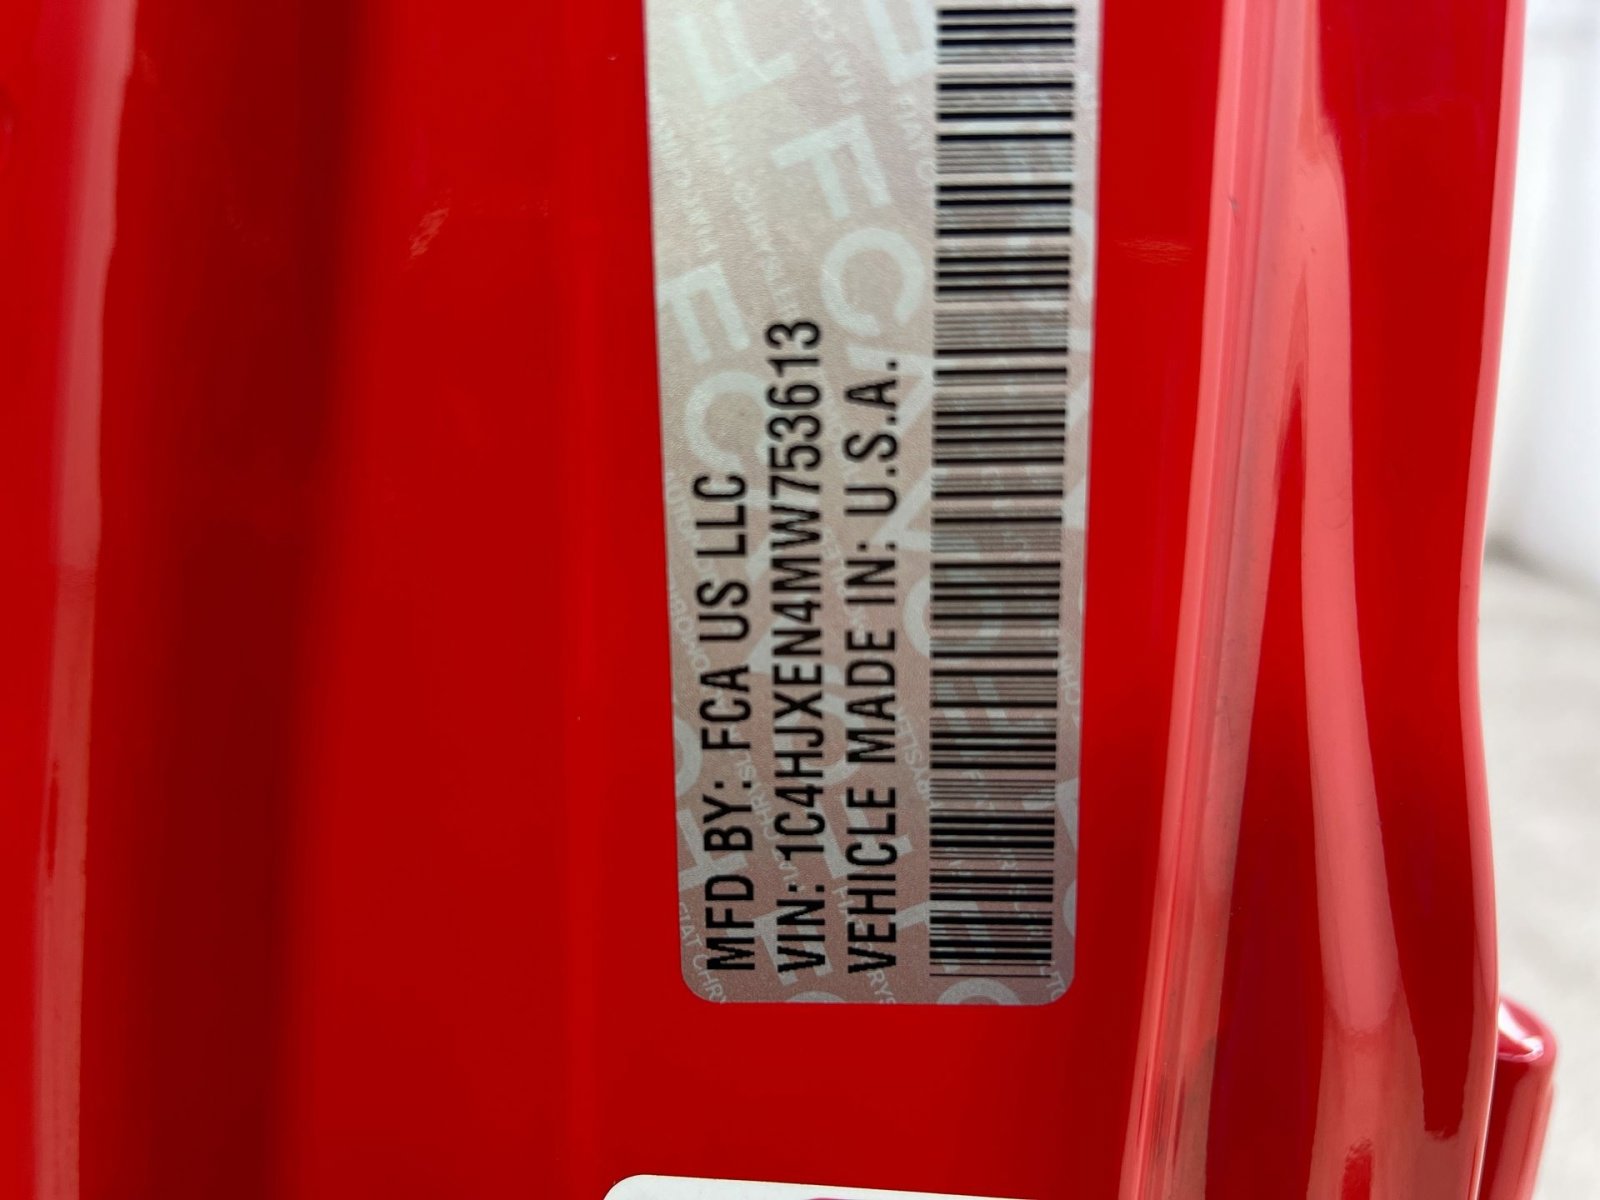 MFD BY: FCA US LLC
VIN: 1C4HJXEN4MW753613
VEHICLE MADE IN: U.S.A.